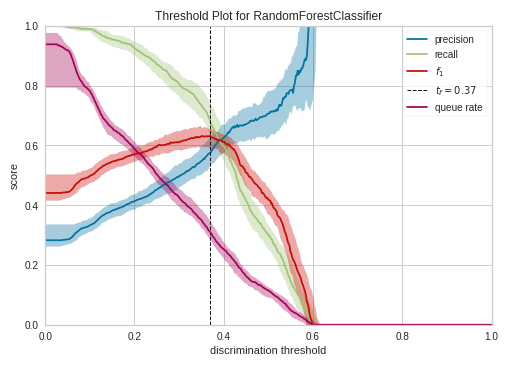 Threshold Plot for RandomForestClassifier
score
1.0
0.8
0.6
0.4
0.2
0.0
0.0
0.2
0.4
0.6
0.8
1.0
discrimination threshold
precision
recall
f₁
tᵣ = 0.37
queue rate